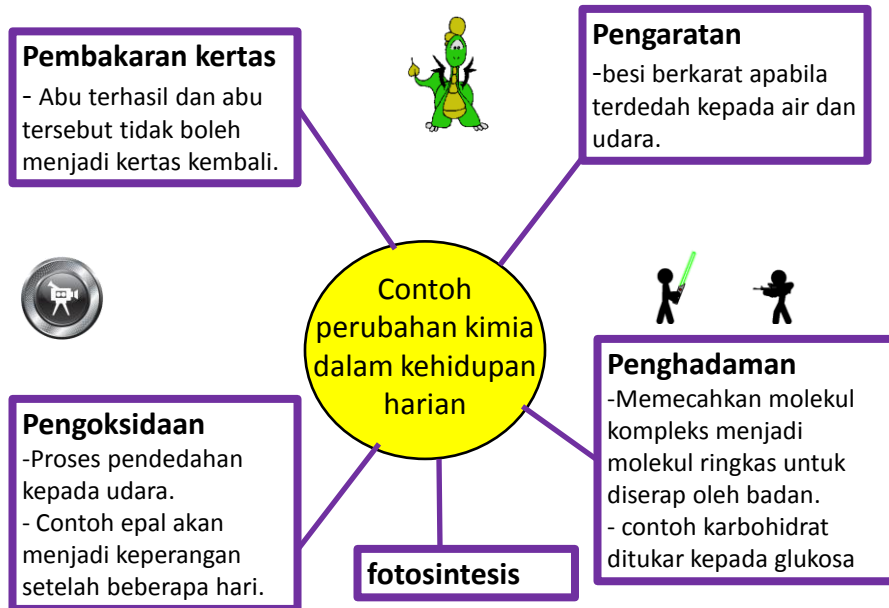 Pembakaran kertas
- Abu terhasil dan abu
tersebut tidak boleh
menjadi kertas kembali.
Pengaratan
-besi berkarat apabila
terdedah kepada air dan
udara.
Contoh
perubahan kimia
dalam kehidupan
harian
Pengoksidaan
-Proses pendedahan
kepada udara.
- Contoh epal akan
menjadi keperangan
setelah beberapa hari.
fotosintesis
Penghadaman
-Memecahkan molekul
kompleks menjadi
molekul ringkas untuk
diserap oleh badan.
- contoh karbohidrat
ditukar kepada glukosa